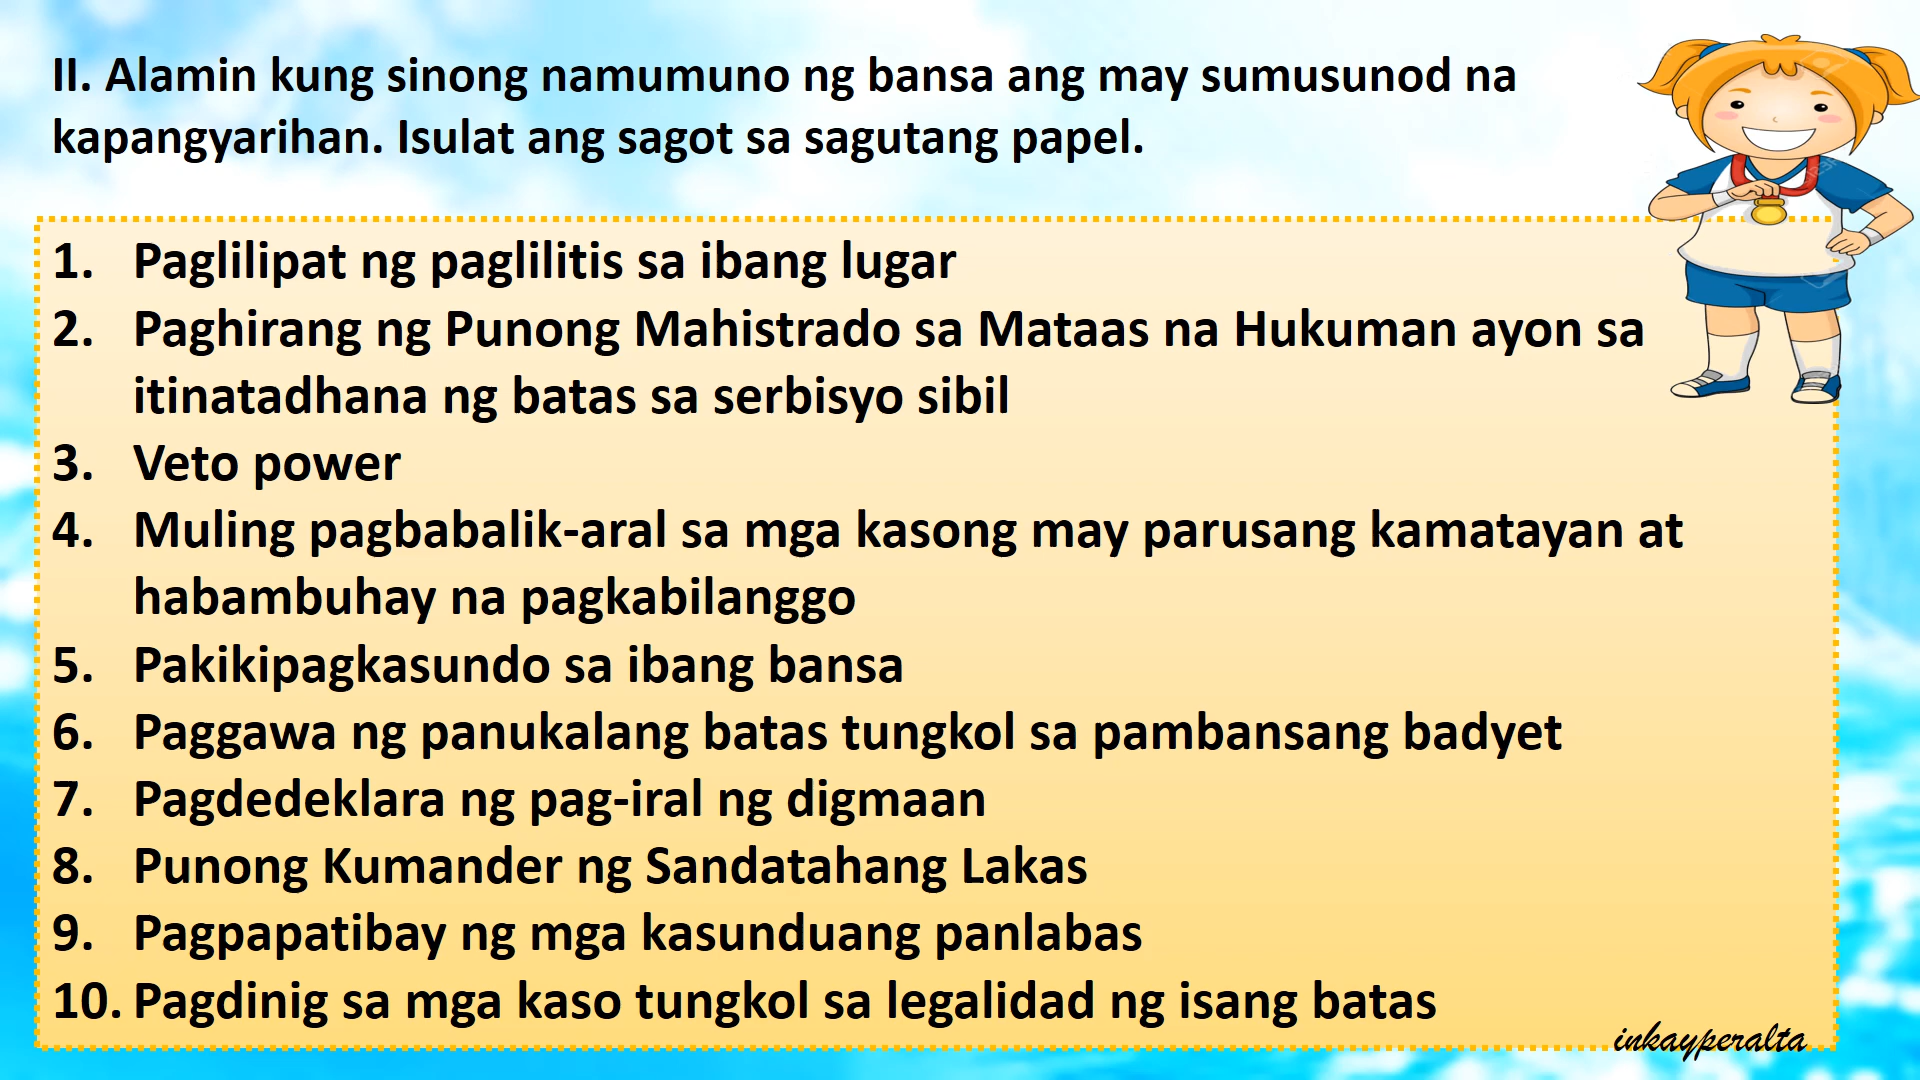 II. Alamin kung sinong namumuno ng bansa ang may sumusunod na
kapangyarihan. Isulat ang sagot sa sagutang papel.
1. Paglilipat ng paglilitis sa ibang lugar
2. Paghirang ng Punong Mahistrado sa Mataas na Hukuman ayon sa
itinatadhana ng batas sa serbisyo sibil
3. Veto power
4. Muling pagbabalik-aral sa mga kasong may parusang kamatayan at
habambuhay na pagkabilanggo
5. Pakikipagkasundo sa ibang bansa
6. Paggawa ng panukalang batas tungkol sa pambansang badyet
7. Pagdedeklara ng pag-iral ng digmaan
8. Punong Kumander ng Sandatahang Lakas
9. Pagpapatibay ng mga kasunduang panlabas
10. Pagdinig sa mga kaso tungkol sa legalidad ng isang batas
inkayperalta